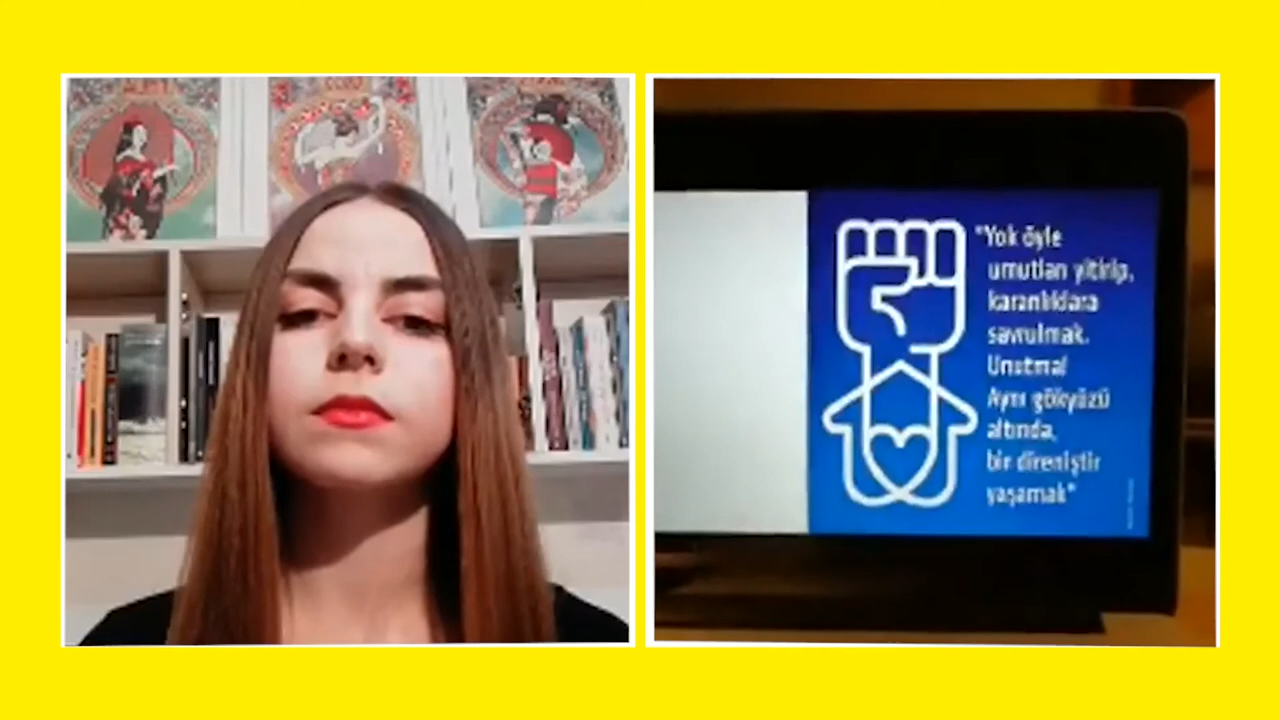 "Yok öyle
umutları yitirip,
karanlıklara
savrulmak.
Unutma!
Aynı gökyüzü
altında,
bir direniştir
yaşamak"